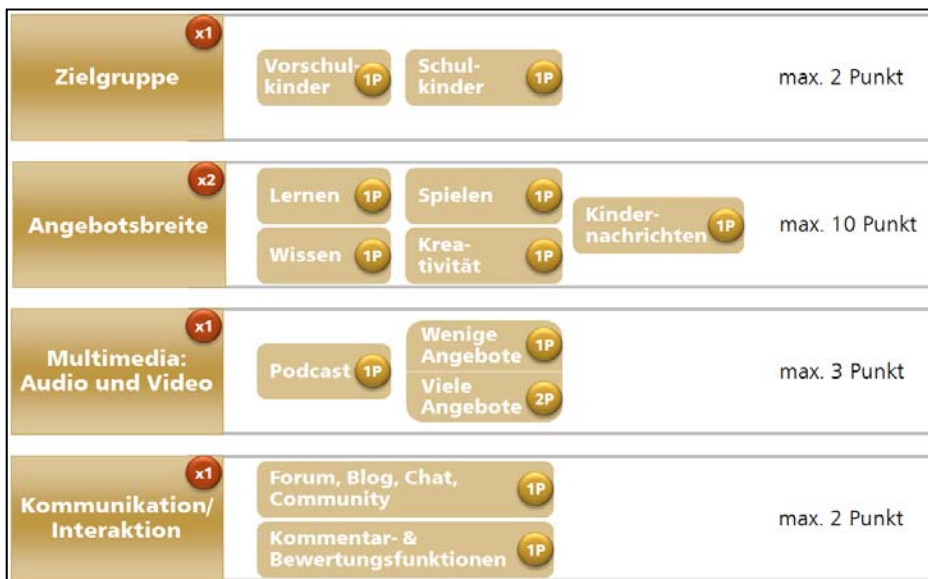 x1
Zielgruppe
Vorschul-
kinder
1P
Schul-
kinder
1P
max. 2 Punkt
x2
Angebotsbreite
Lernen 1P
Spielen 1P
Wissen 1P
Krea-
tivität
1P
Kinder-
nachrichten
1P
max. 10 Punkt
x1
Multimedia:
Audio und Video
Podcast 1P
Wenige
Angebote
1P
Viele
Angebote
2P
max. 3 Punkt
x1
Kommunikation/
Interaktion
Forum, Blog, Chat,
Community
1P
Kommentar- &
Bewertungsfunktionen
1P
max. 2 Punkt